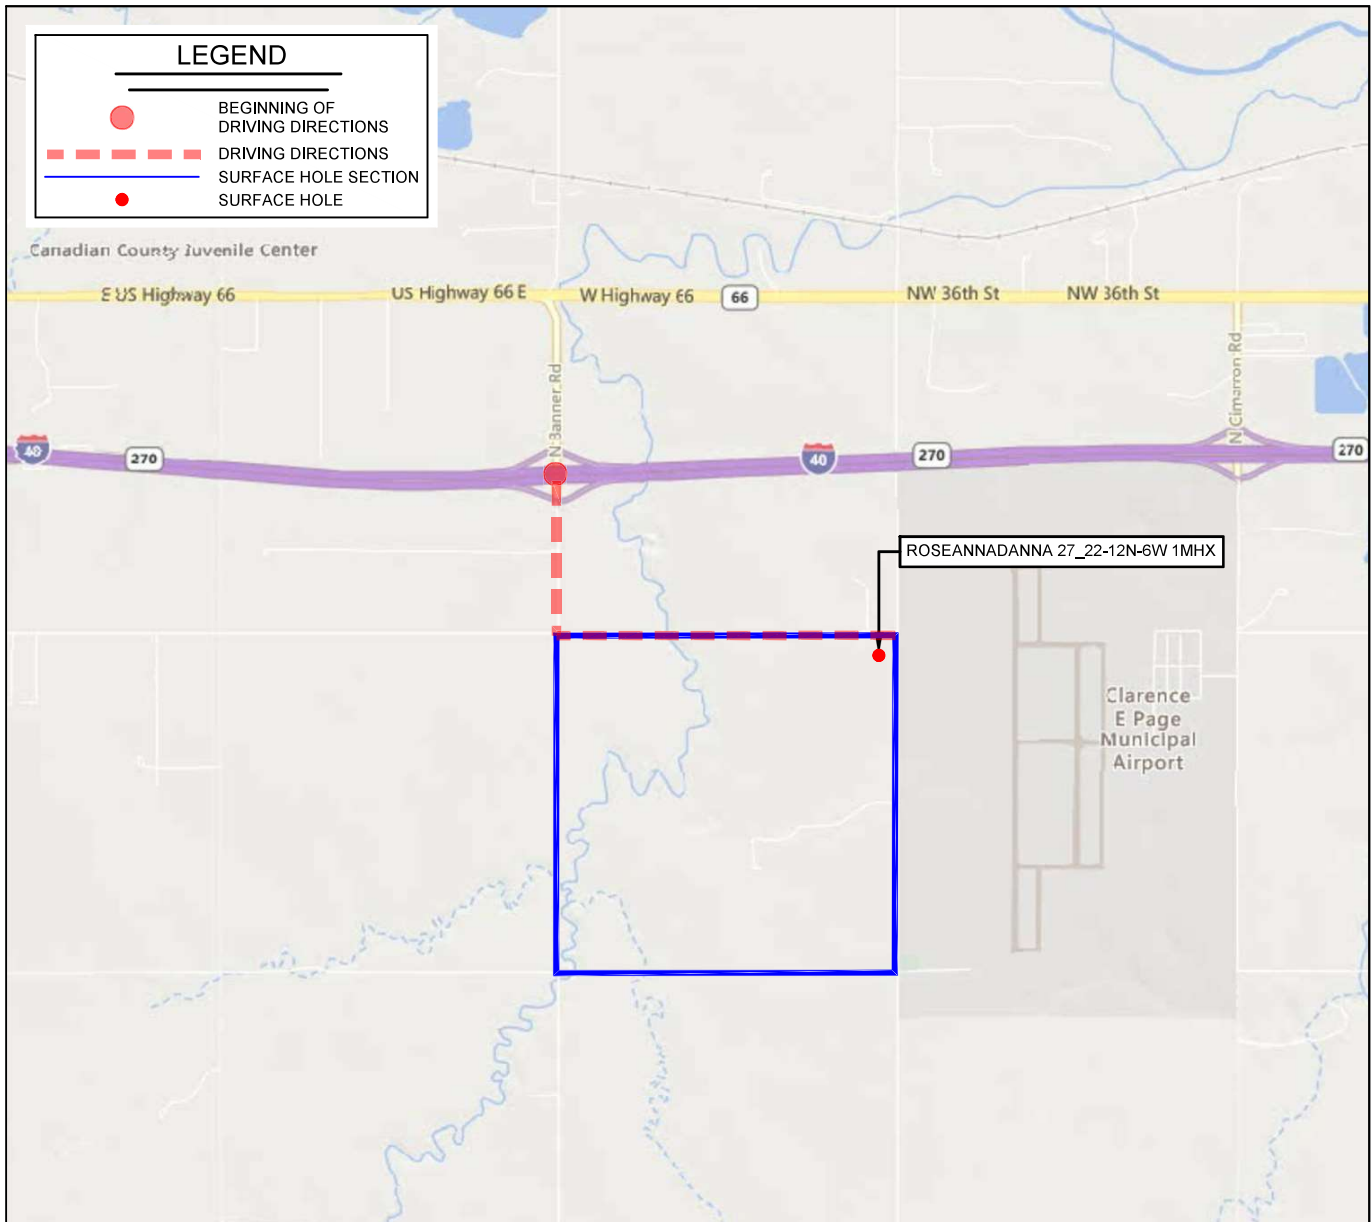 LEGEND
BEGINNING OF
DRIVING DIRECTIONS
DRIVING DIRECTIONS
SURFACE HOLE SECTION
SURFACE HOLE
Canadian County Juvenile Center
E US Highway 66
US Highway 66 E
W Highway 66
66
NW 36th St
NW 36th St
N Banner Rd
N Cimarron Rd
40
270
40
270
270
ROSEANNADANNA 27_22-12N-6W 1MHX
Clarence
E Page
Municipal
Airport